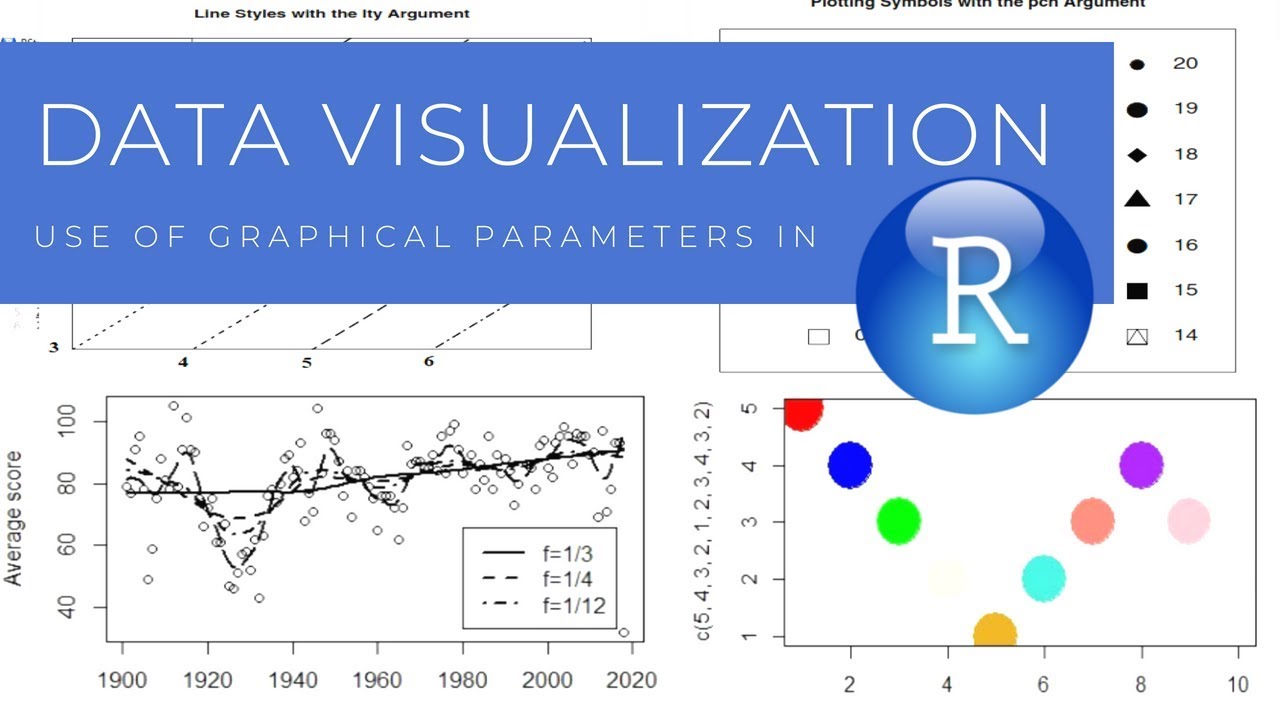 Line Styles with the lty Argument
Plotting Symbols with the pch Argument
DATA VISUALIZATION
USE OF GRAPHICAL PARAMETERS IN
R
20
19
18
17
16
15
14
3
4
5
6
Average score
100
80
60
40
f=1/3
f=1/4
f=1/12
1900 1920 1940 1960 1980 2000 2020
c(5, 4, 3, 2, 1, 2, 3, 4, 3, 2)
5
4
3
2
1
2 4 6 8 10